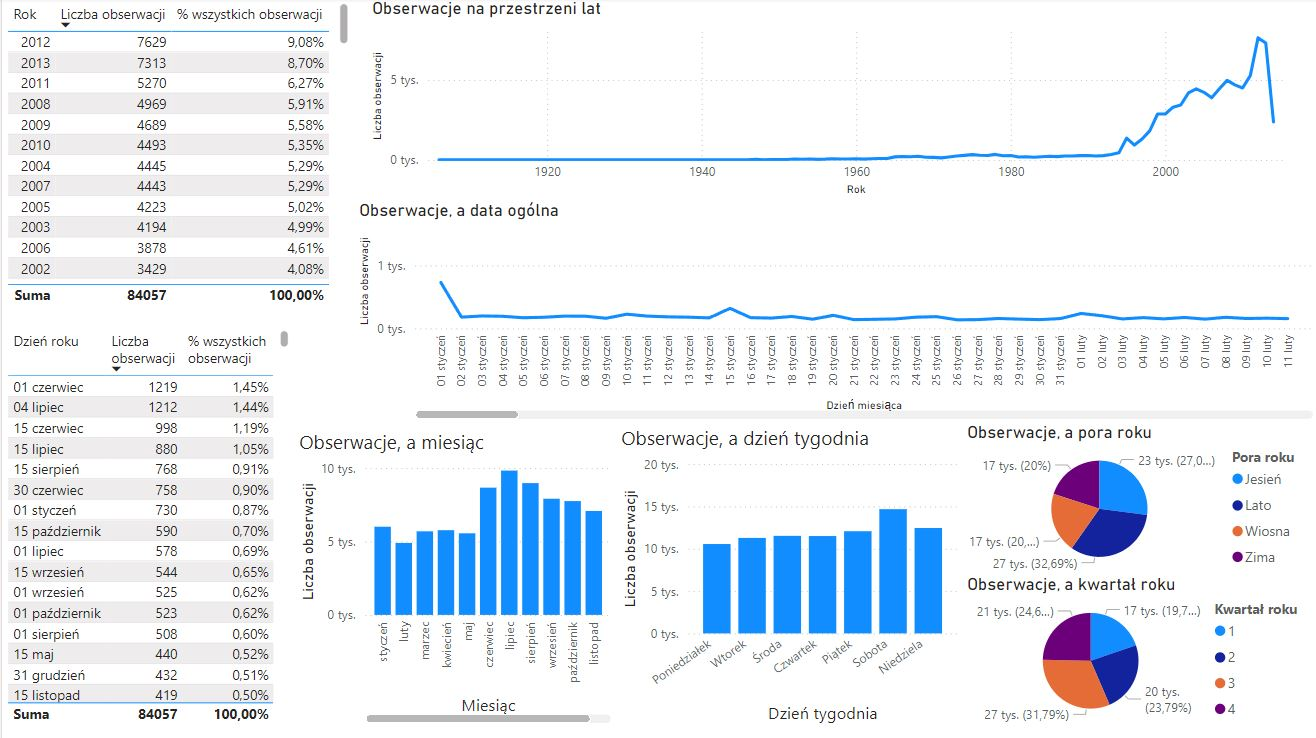 Rok Liczba obserwacji % wszystkich obserwacji
2012 7629 9,08%
2013 7313 8,70%
2011 5270 6,27%
2008 4969 5,91%
2009 4689 5,58%
2010 4493 5,35%
2004 4445 5,29%
2007 4443 5,29%
2005 4223 5,02%
2003 4194 4,99%
2006 3878 4,61%
2002 3429 4,08%
Suma 84057 100,00%
Obserwacje na przestrzeni lat
Liczba obserwacji
5 tys.
0 tys.
1920 1940 1960 1980 2000
Rok
Obserwacje, a data ogólna
Liczba obserwacji
1 tys.
0 tys.
01 styczeń
02 styczeń
03 styczeń
04 styczeń
05 styczeń
06 styczeń
07 styczeń
08 styczeń
09 styczeń
10 styczeń
11 styczeń
12 styczeń
13 styczeń
14 styczeń
15 styczeń
16 styczeń
17 styczeń
18 styczeń
19 styczeń
20 styczeń
21 styczeń
22 styczeń
23 styczeń
24 styczeń
25 styczeń
26 styczeń
27 styczeń
28 styczeń
29 styczeń
30 styczeń
31 styczeń
01 luty
02 luty
03 luty
04 luty
05 luty
06 luty
07 luty
08 luty
09 luty
10 luty
11 luty
Dzień miesiąca
Dzień roku Liczba % wszystkich
obserwacji obserwacji
01 czerwiec 1219 1,45%
04 lipiec 1212 1,44%
15 czerwiec 998 1,19%
15 lipiec 880 1,05%
15 sierpień 768 0,91%
30 czerwiec 758 0,90%
01 styczeń 730 0,87%
15 październik 590 0,70%
01 lipiec 578 0,69%
15 wrzesień 544 0,65%
01 wrzesień 525 0,62%
01 październik 523 0,62%
01 sierpień 508 0,60%
15 maj 440 0,52%
31 grudzień 432 0,51%
15 listopad 419 0,50%
Suma 84057 100,00%
Obserwacje, a miesiąc
Liczba obserwacji
10 tys.
5 tys.
0 tys.
styczeń
luty
marzec
kwiecień
maj
czerwiec
lipiec
sierpień
wrzesień
październik
listopad
Miesiąc
Obserwacje, a dzień tygodnia
Liczba obserwacji
20 tys.
15 tys.
10 tys.
5 tys.
0 tys.
Poniedziałek
Wtorek
Środa
Czwartek
Piątek
Sobota
Niedziela
Dzień tygodnia
Obserwacje, a pora roku
17 tys. (20%)
23 tys. (27,0...)
17 tys. (20,...)
27 tys. (32,69%)
Pora roku
Jesień
Lato
Wiosna
Zima
Obserwacje, a kwartał roku
21 tys. (24,6...)
17 tys. (19,7...)
20 tys.
(23,79%)
27 tys. (31,79%)
Kwartał roku
1
2
3
4